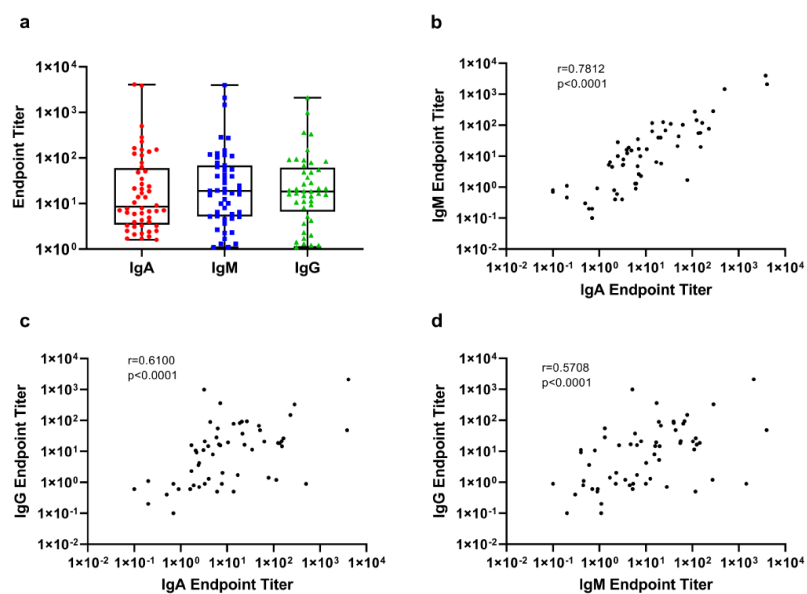 a
Endpoint Titer
1×10⁴
1×10³
1×10²
1×10¹
1×10⁰
IgA IgM IgG
b
r=0.7812
p<0.0001
IgM Endpoint Titer
1×10⁴
1×10³
1×10²
1×10¹
1×10⁰
1×10⁻¹
1×10⁻²
1×10⁻² 1×10⁻¹ 1×10⁰ 1×10¹ 1×10² 1×10³ 1×10⁴
IgA Endpoint Titer
c
r=0.6100
p<0.0001
IgG Endpoint Titer
1×10⁴
1×10³
1×10²
1×10¹
1×10⁰
1×10⁻¹
1×10⁻²
1×10⁻² 1×10⁻¹ 1×10⁰ 1×10¹ 1×10² 1×10³ 1×10⁴
IgA Endpoint Titer
d
r=0.5708
p<0.0001
IgG Endpoint Titer
1×10⁴
1×10³
1×10²
1×10¹
1×10⁰
1×10⁻¹
1×10⁻²
1×10⁻² 1×10⁻¹ 1×10⁰ 1×10¹ 1×10² 1×10³ 1×10⁴
IgM Endpoint Titer